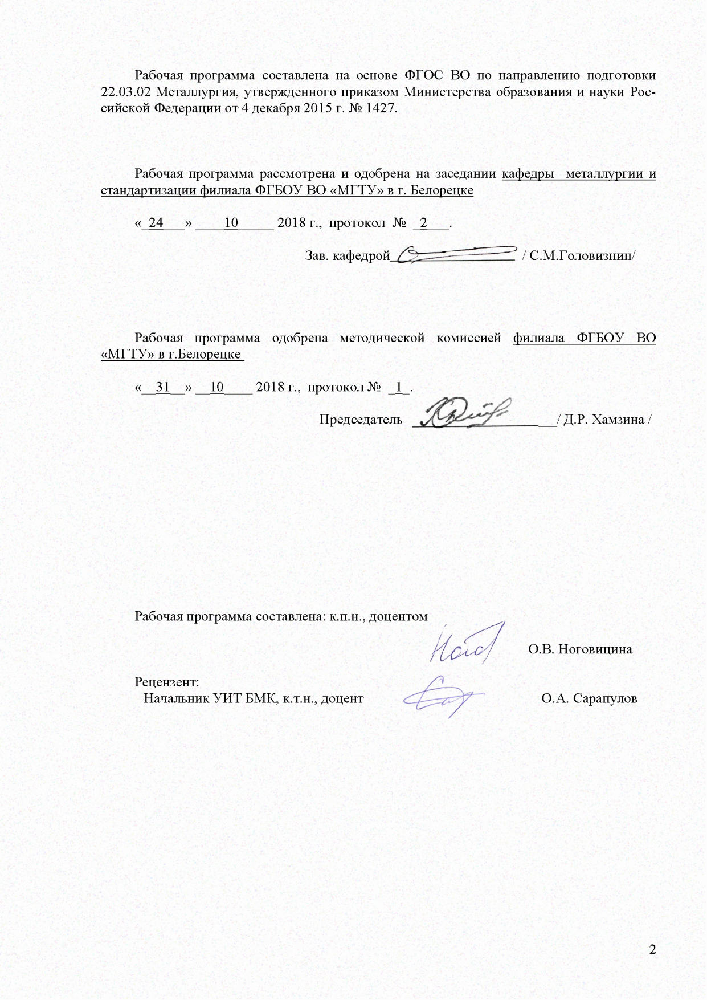 Рабочая программа составлена на основе ФГОС ВО по направлению подготовки
22.03.02 Металлургия, утвержденного приказом Министерства образования и науки Рос-
сийской Федерации от 4 декабря 2015 г. № 1427.
Рабочая программа рассмотрена и одобрена на заседании кафедры металлургии и
стандартизации филиала ФГБОУ ВО «МГТУ» в г. Белорецке
«_24___» ____10_____ 2018 г., протокол № _2___.
Зав. кафедрой_________________ / С.М.Головизнин/
Рабочая программа одобрена методической комиссией филиала ФГБОУ ВО
«МГТУ» в г.Белорецке
«__31__» __10____ 2018 г., протокол № _1_.
Председатель ____________________/ Д.Р. Хамзина /
Рабочая программа составлена: к.п.н., доцентом
О.В. Ноговицина
Рецензент:
Начальник УИТ БМК, к.т.н., доцент О.А. Сарапулов
2